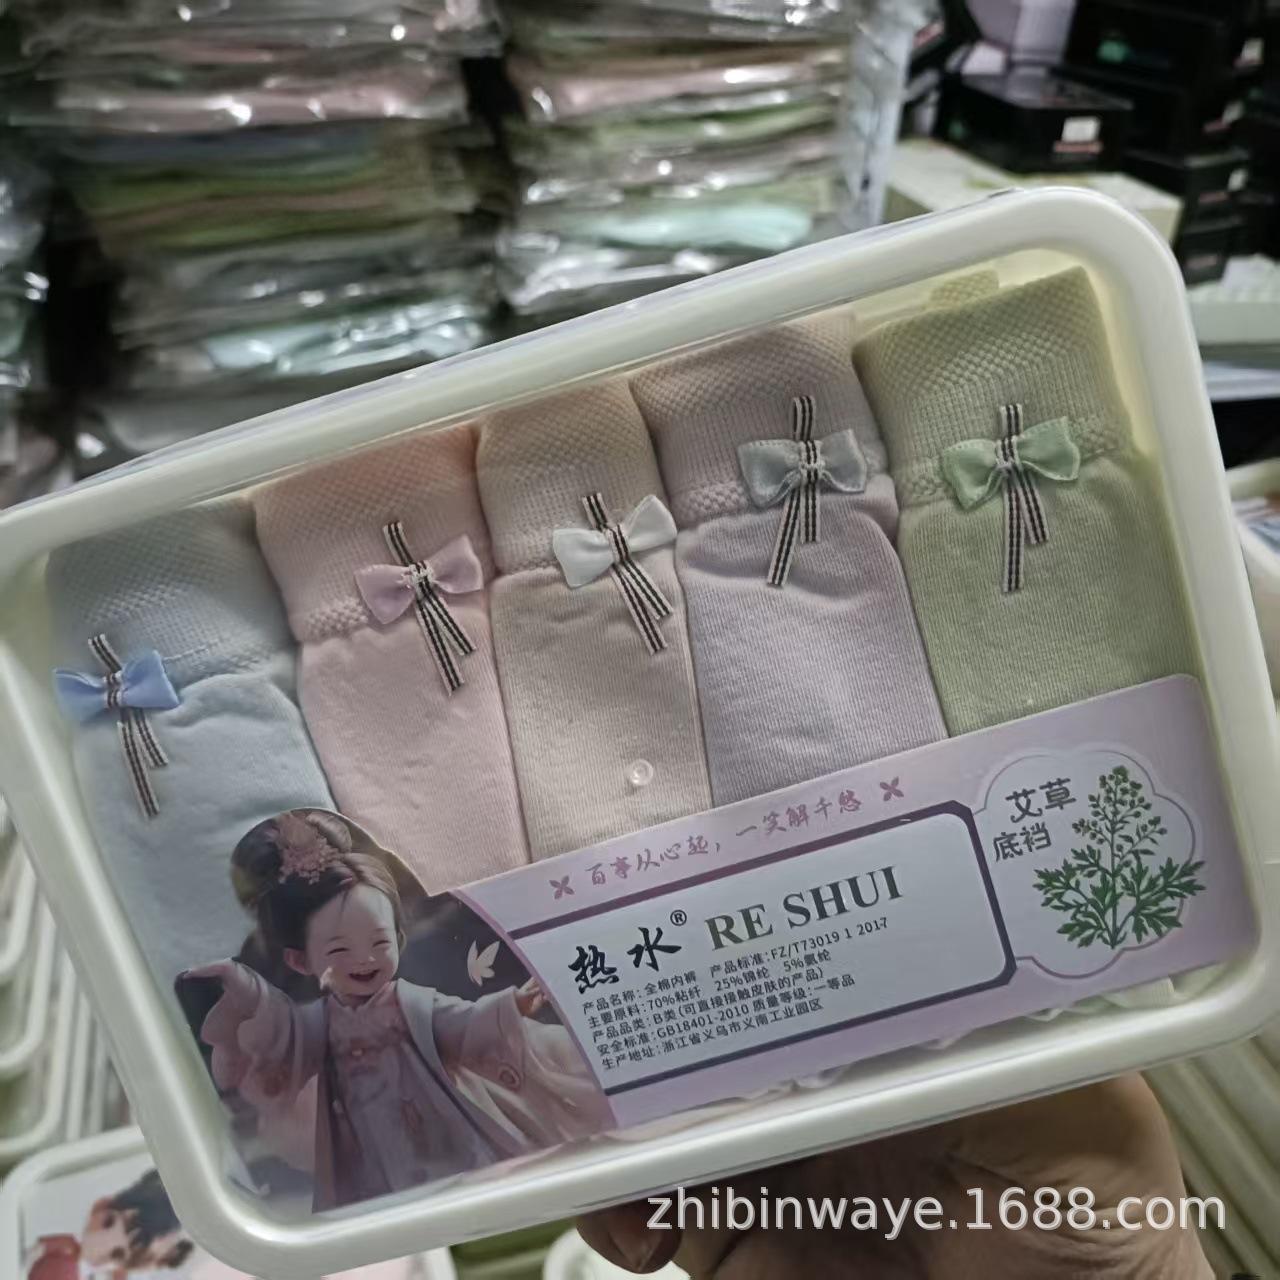 百事从心起，一笑解千愁
艾草
底裆
热水® RE SHUI
产品名称：全棉内裤 产品标准：FZ/T73019 1 2017
主要原料：70%粘纤 25%锦纶 5%氨纶
产品品类：B类（可直接接触皮肤的产品）
安全标准：GB18401-2010 质量等级：一等品
生产地址：浙江省义乌市义南工业园区
zhibinwaye.1688.com